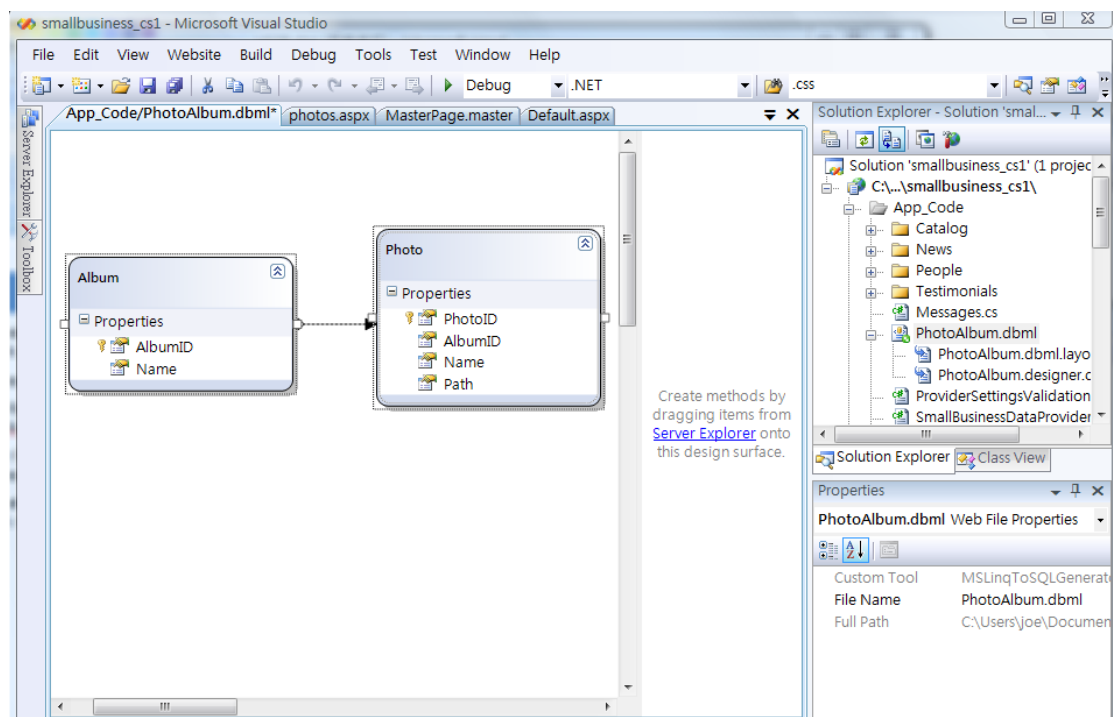 smallbusiness_cs1 - Microsoft Visual Studio
File Edit View Website Build Debug Tools Test Window Help
Debug .NET .css
App_Code/PhotoAlbum.dbml* photos.aspx MasterPage.master Default.aspx
Server Explorer
Toolbox
Album
Properties
AlbumID
Name
Photo
Properties
PhotoID
AlbumID
Name
Path
Create methods by
dragging items from
Server Explorer onto
this design surface.
Solution Explorer - Solution 'smal...
Solution 'smallbusiness_cs1' (1 projec
C:\...\smallbusiness_cs1\
App_Code
Catalog
News
People
Testimonials
Messages.cs
PhotoAlbum.dbml
PhotoAlbum.dbml.layo
PhotoAlbum.designer.c
ProviderSettingsValidation
SmallBusinessDataProvider
Solution Explorer Class View
Properties
PhotoAlbum.dbml Web File Properties
Custom Tool MSLinqToSQLGenerat
File Name PhotoAlbum.dbml
Full Path C:\Users\joe\Documen